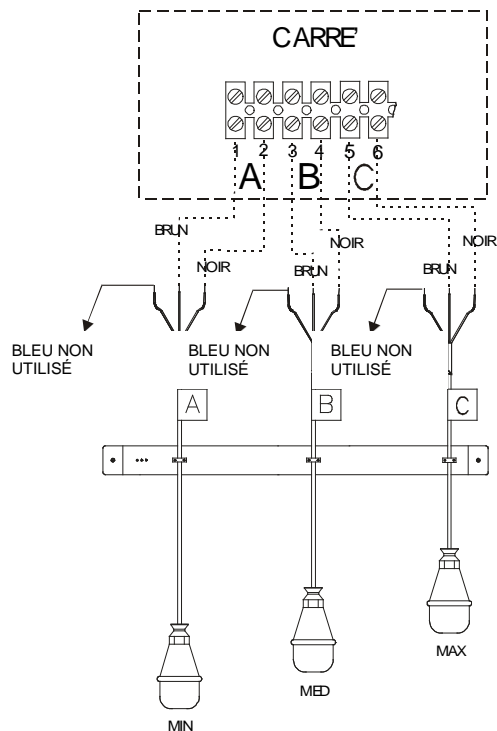 CARRE'
1 2 3 4 5 6
A B C
BRUN
NOIR
BRUN
NOIR
BRUN
NOIR
BLEU NON
UTILISÉ
BLEU NON
UTILISÉ
BLEU NON
UTILISÉ
A
B
C
MAX
MED
MIN